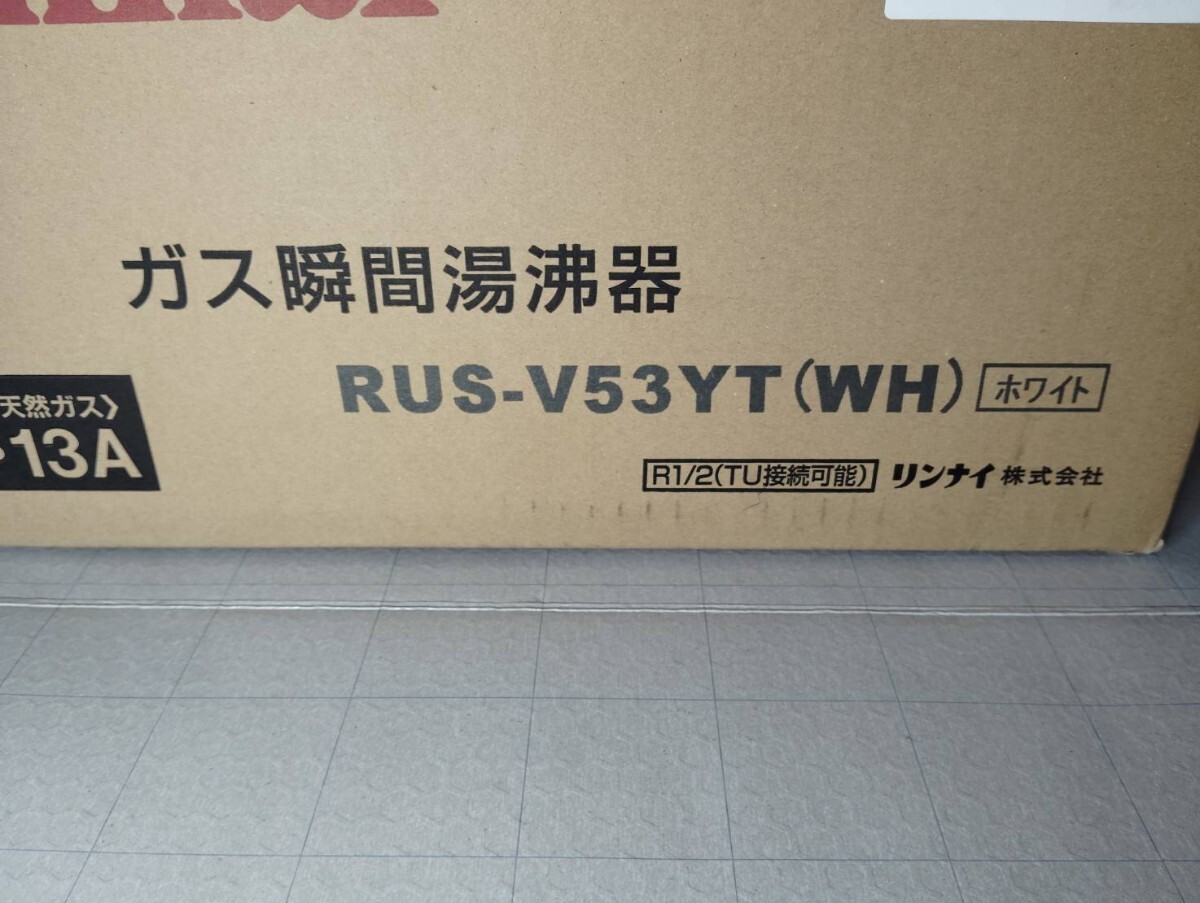 ガス瞬間湯沸器
RUS-V53YT(WH) ホワイト
天然ガス〉
13A
R1/2(TU接続可能) リンナイ株式会社